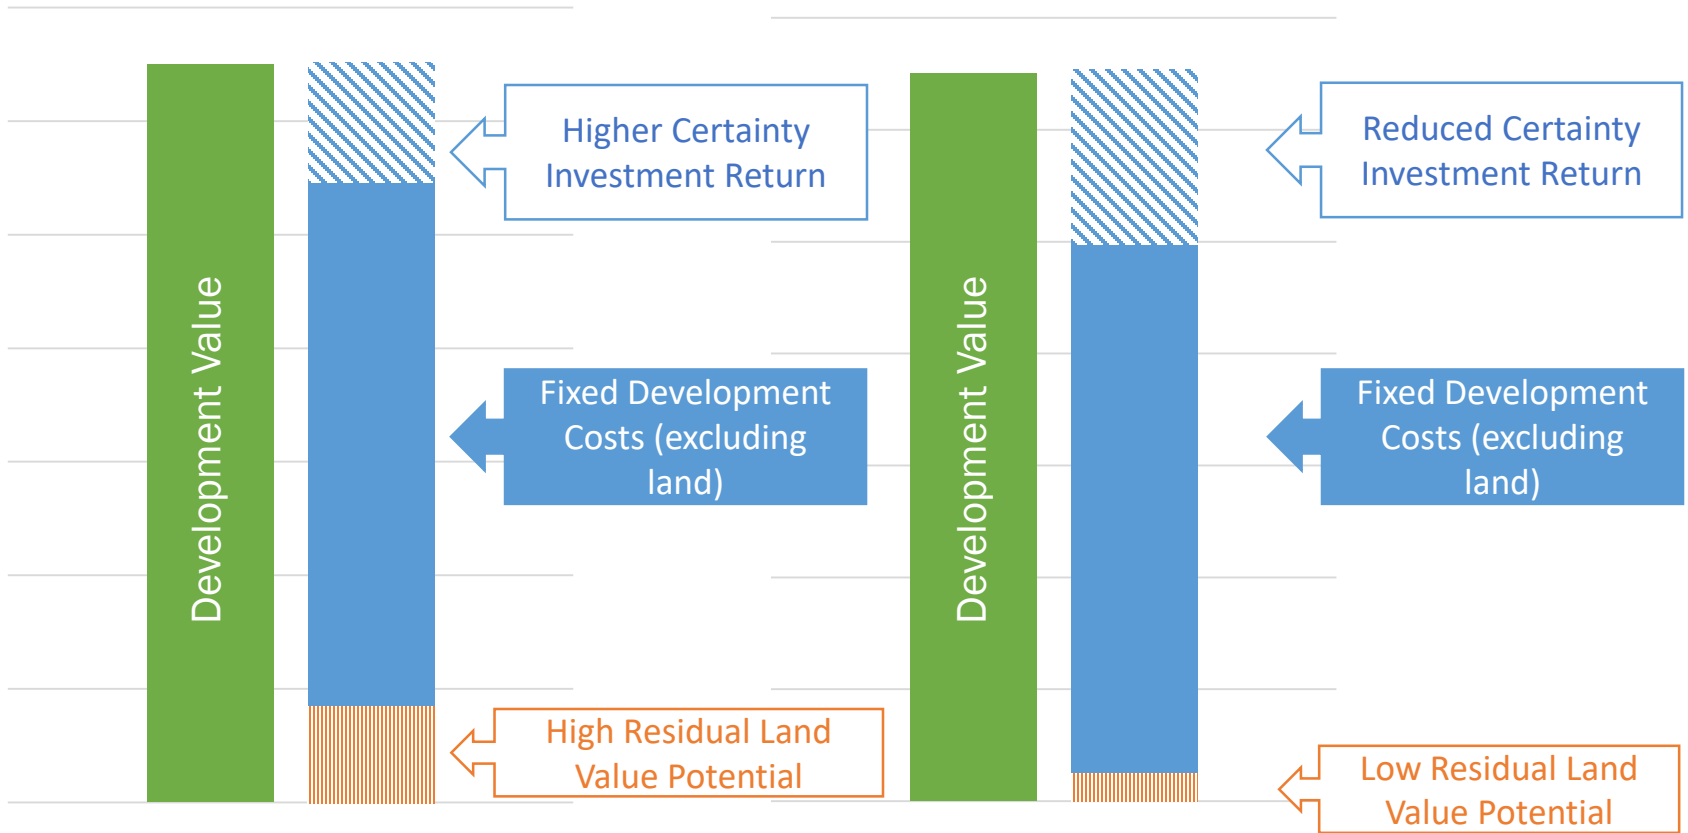 Development Value
Higher Certainty
Investment Return
Fixed Development
Costs (excluding
land)
High Residual Land
Value Potential
Development Value
Reduced Certainty
Investment Return
Fixed Development
Costs (excluding
land)
Low Residual Land
Value Potential